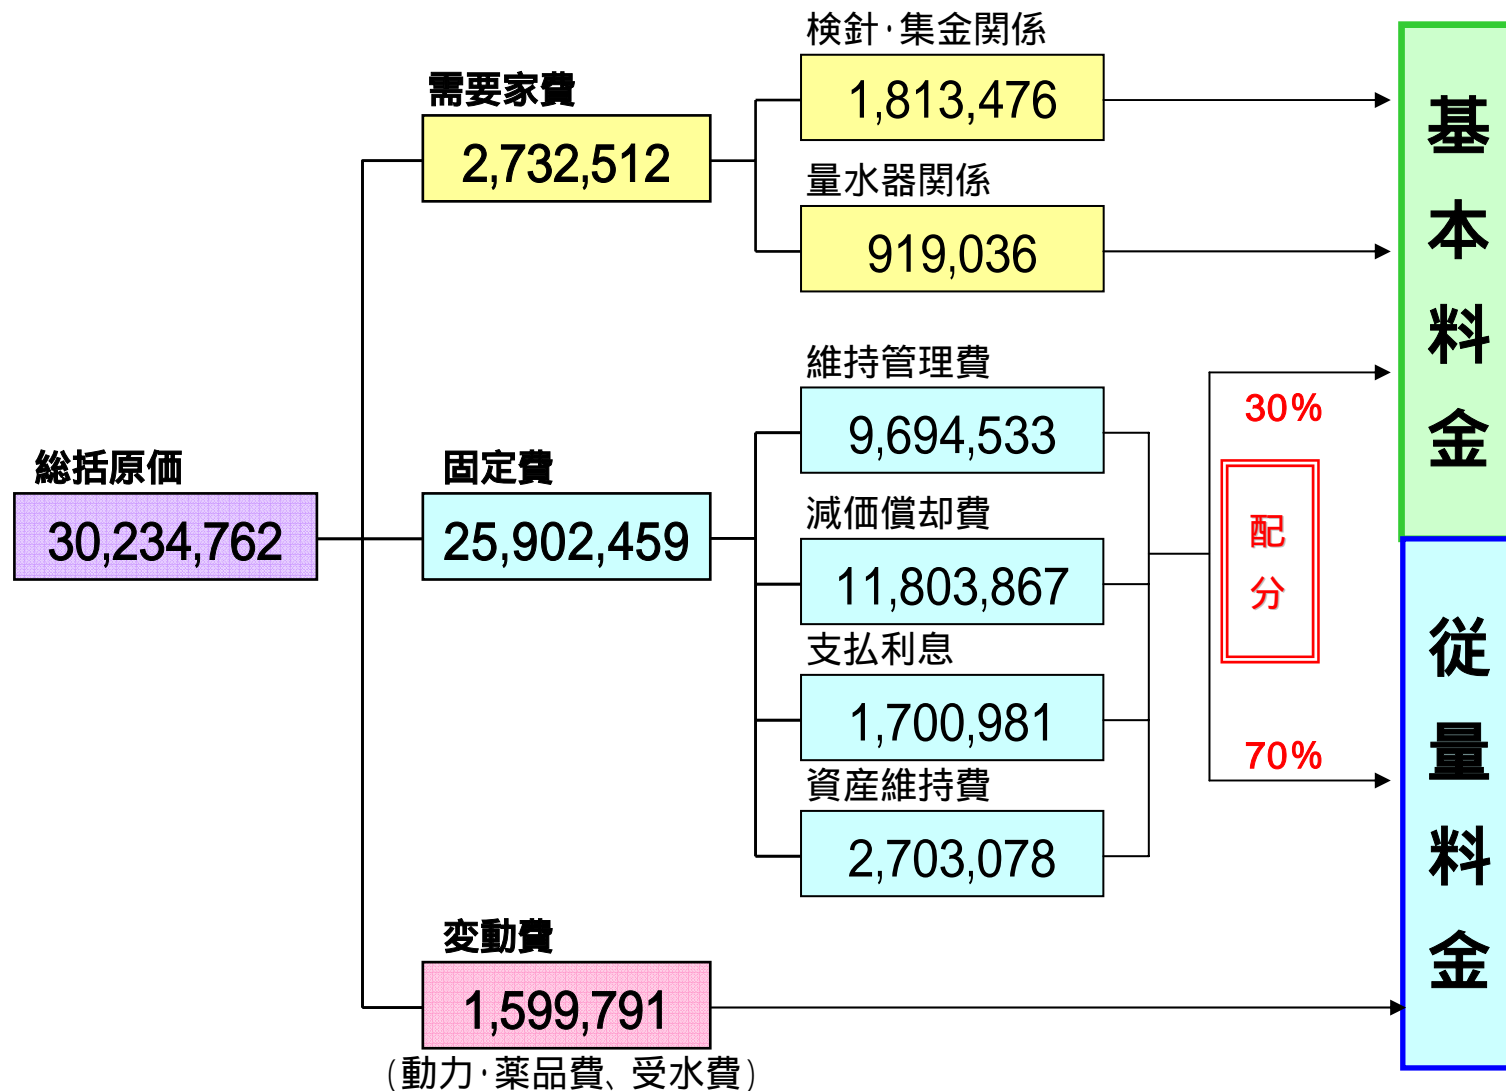 検針・集金関係
1,813,476
需要家費
2,732,512
量水器関係
919,036
維持管理費
9,694,533
総括原価
30,234,762
固定費
25,902,459
減価償却費
11,803,867
支払利息
1,700,981
資産維持費
2,703,078
変動費
1,599,791
(動力・薬品費、受水費)
30%
配分
70%
基本料金
従量料金